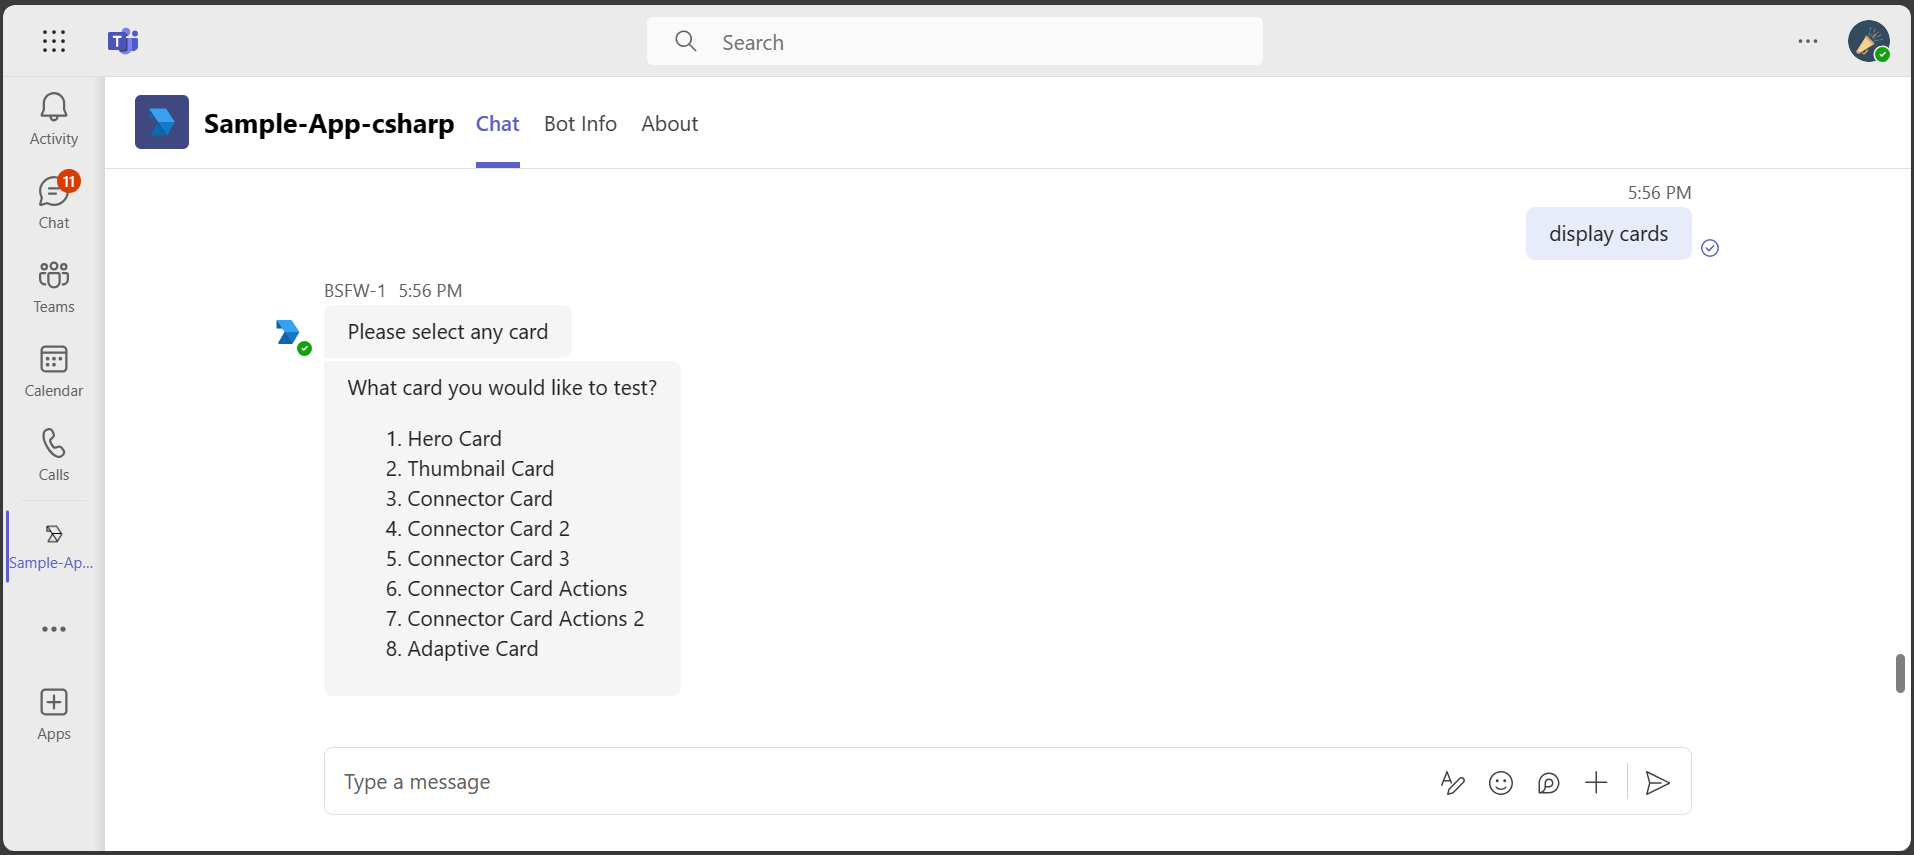 Search
Activity
11
Chat
Teams
Calendar
Calls
Sample-Ap...
Apps
Sample-App-csharp Chat Bot Info About
5:56 PM
display cards
BSFW-1 5:56 PM
Please select any card
What card you would like to test?
1. Hero Card
2. Thumbnail Card
3. Connector Card
4. Connector Card 2
5. Connector Card 3
6. Connector Card Actions
7. Connector Card Actions 2
8. Adaptive Card
Type a message